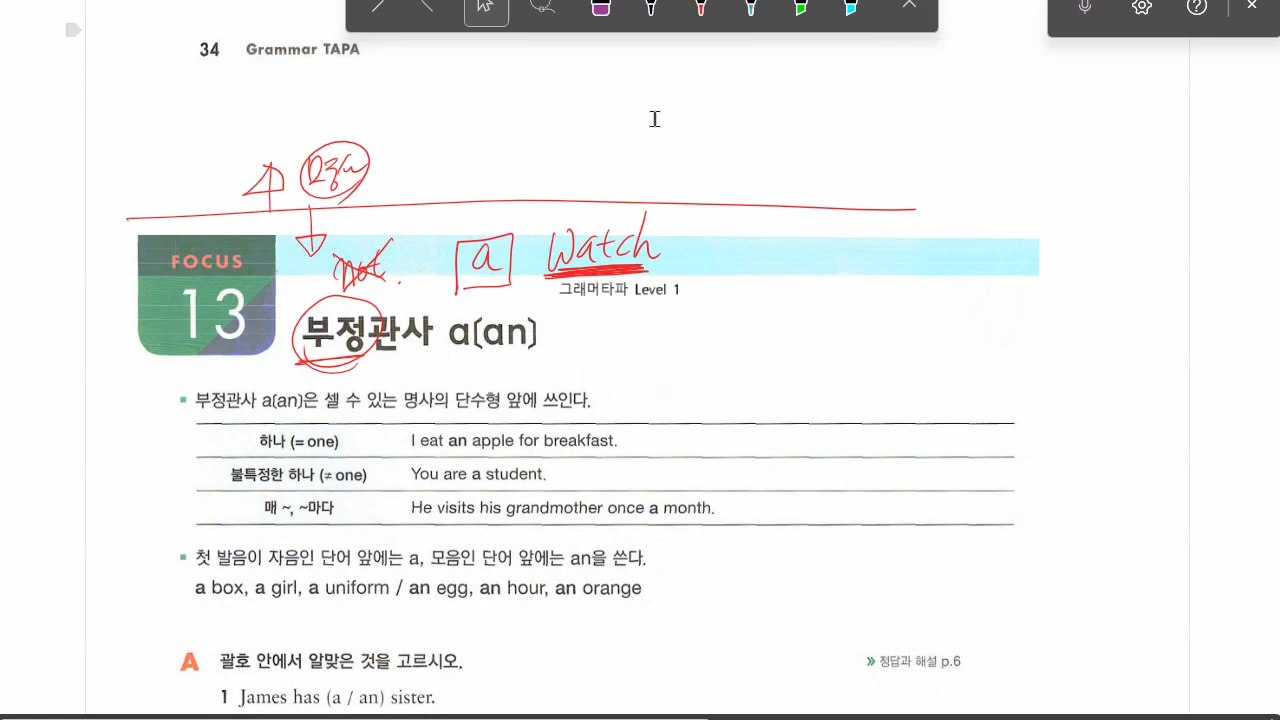 34 Grammar TAPA
not.
a
Watch
FOCUS
13
그래머타파 Level 1
부정관사 a(an)
부정관사 a(an)은 셀 수 있는 명사의 단수형 앞에 쓰인다.
하나 (= one) I eat an apple for breakfast.
불특정한 하나 (≠ one) You are a student.
매 ~, ~마다 He visits his grandmother once a month.
첫 발음이 자음인 단어 앞에는 a, 모음인 단어 앞에는 an을 쓴다.
a box, a girl, a uniform / an egg, an hour, an orange
A 괄호 안에서 알맞은 것을 고르시오.
» 정답과 해설 p.6
1 James has (a / an) sister.